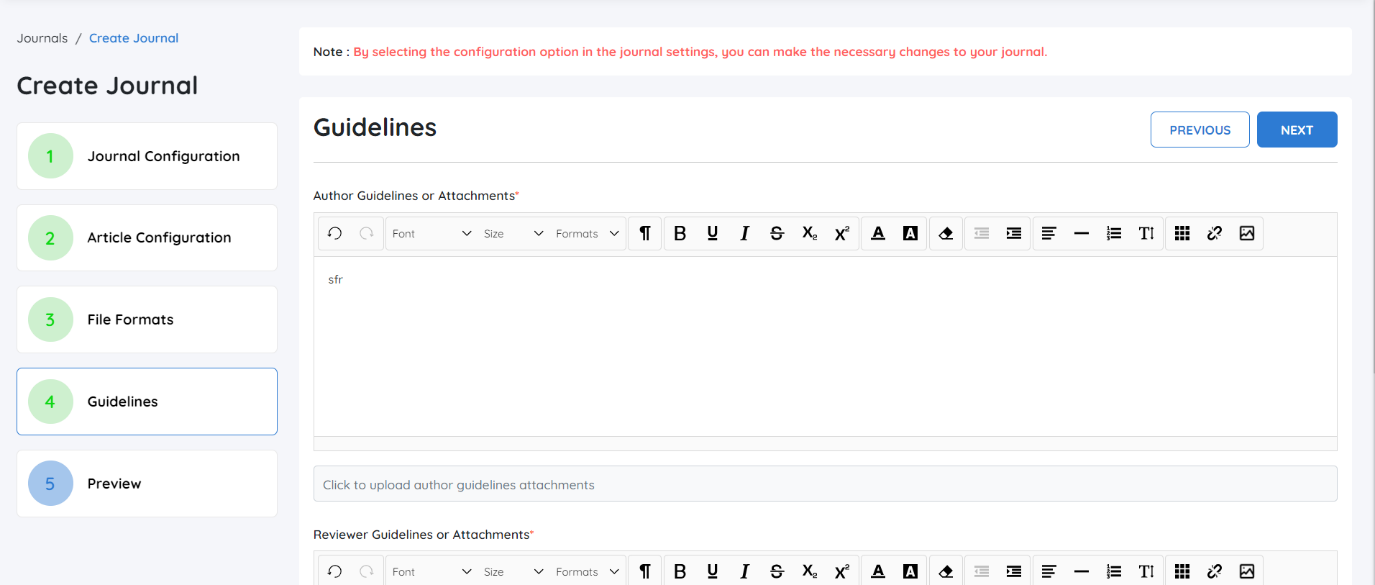 Journals / Create Journal
Create Journal
1 Journal Configuration
2 Article Configuration
3 File Formats
4 Guidelines
5 Preview
Note : By selecting the configuration option in the journal settings, you can make the necessary changes to your journal.
Guidelines
PREVIOUS NEXT
Author Guidelines or Attachments*
Font Size Formats
sfr
Click to upload author guidelines attachments
Reviewer Guidelines or Attachments*
Font Size Formats